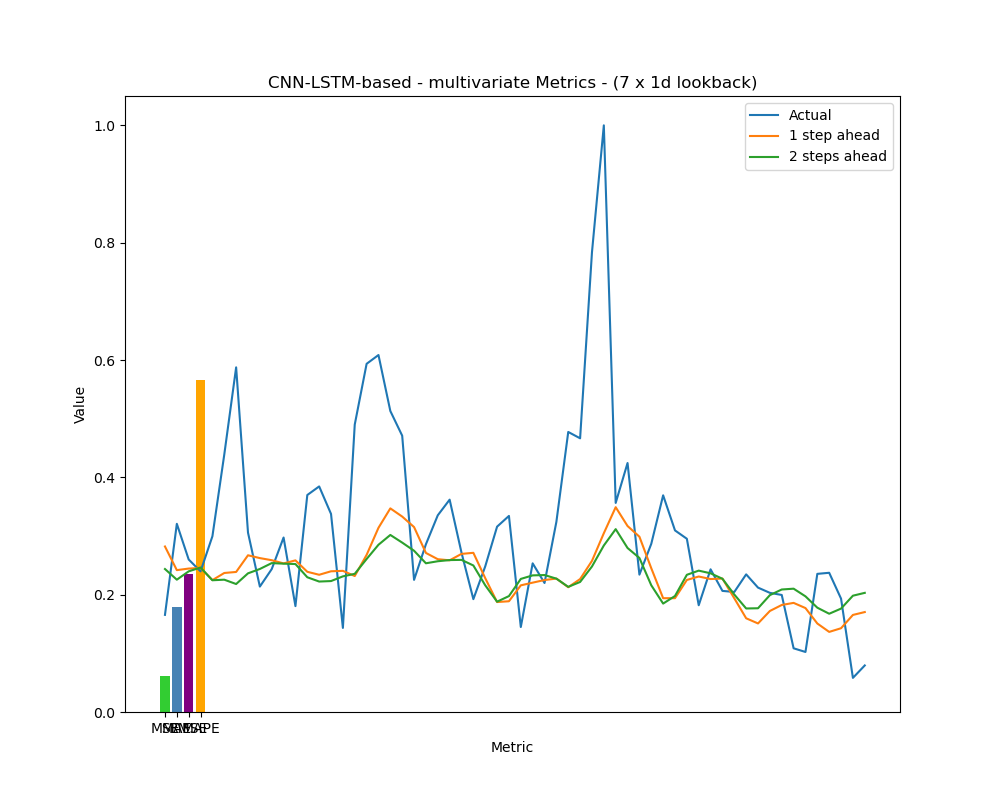 CNN-LSTM-based - multivariate Metrics - (7 x 1d lookback)
Actual
1 step ahead
2 steps ahead
1.0
0.8
0.6
0.4
0.2
0.0
Value
Metric